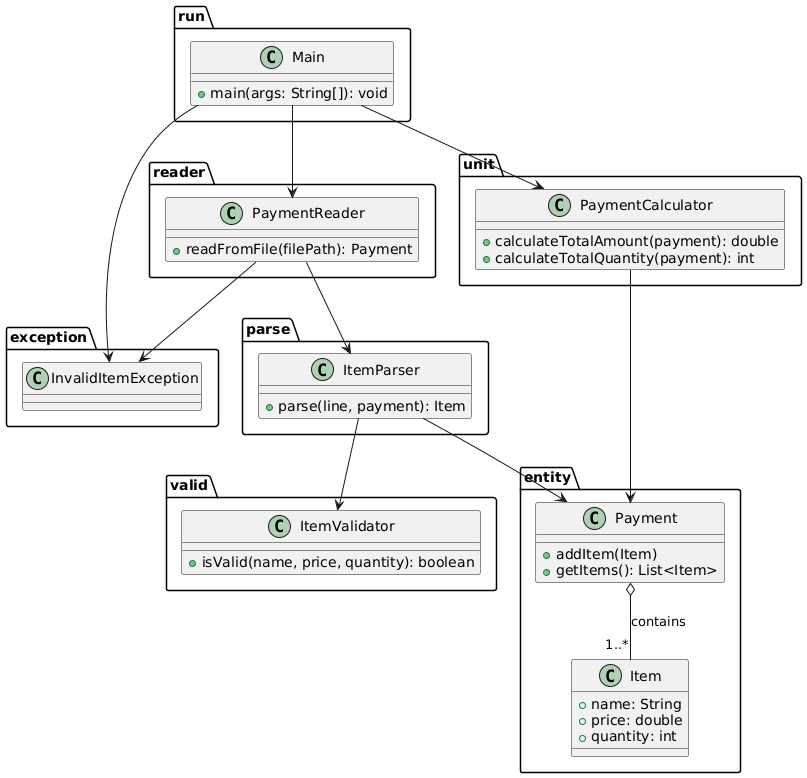 run
C Main
main(args: String[]): void
reader
C PaymentReader
readFromFile(filePath): Payment
unit
C PaymentCalculator
calculateTotalAmount(payment): double
calculateTotalQuantity(payment): int
exception
C InvalidItemException
parse
C ItemParser
parse(line, payment): Item
valid
C ItemValidator
isValid(name, price, quantity): boolean
entity
C Payment
addItem(Item)
getItems(): List<Item>
contains
1..*
C Item
name: String
price: double
quantity: int